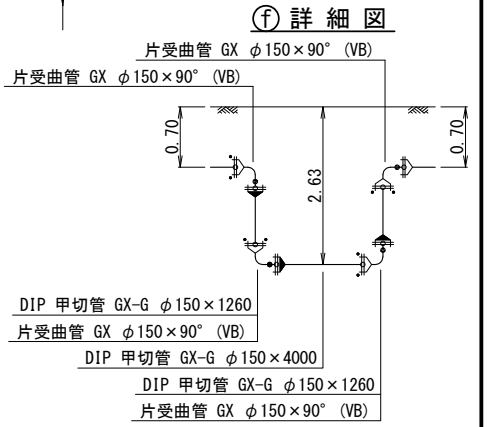 ⓕ 詳細図
片受曲管 GX φ150×90° (VB)
片受曲管 GX φ150×90° (VB)
0.70
2.63
0.70
DIP 甲切管 GX-G φ150×1260
片受曲管 GX φ150×90° (VB)
DIP 甲切管 GX-G φ150×4000
DIP 甲切管 GX-G φ150×1260
片受曲管 GX φ150×90° (VB)